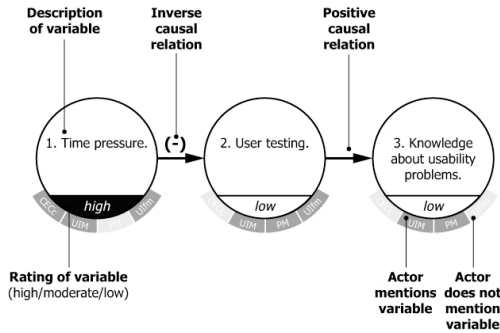 Description
of variable
Inverse
causal
relation
Positive
causal
relation
1. Time pressure.
(-)
2. User testing.
3. Knowledge
about usability
problems.
high
low
low
CECC
UIM
PM
UIfm
UIM
PM
UIM
PM
Rating of variable
(high/moderate/low)
Actor
mentions
variable
Actor
does not
mention
variable